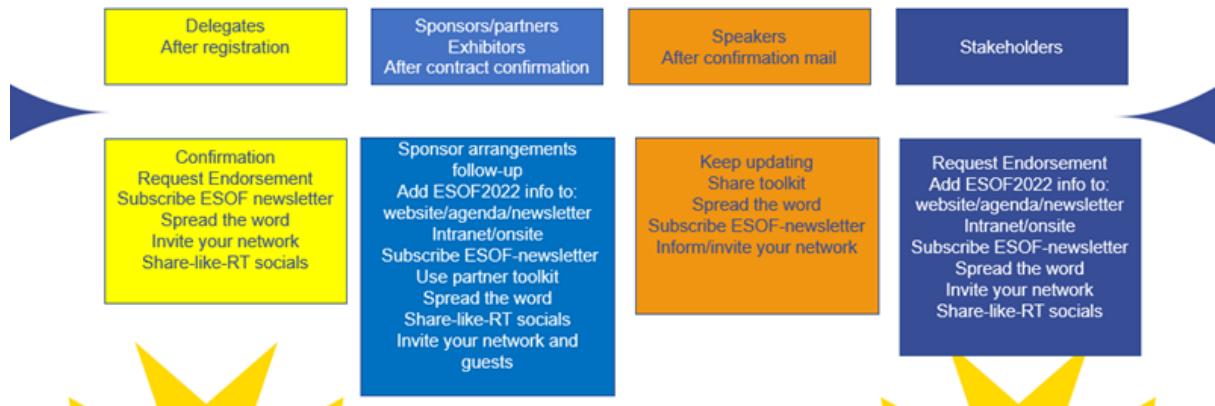 Delegates
After registration
Sponsors/partners
Exhibitors
After contract confirmation
Speakers
After confirmation mail
Stakeholders
Confirmation
Request Endorsement
Subscribe ESOF newsletter
Spread the word
Invite your network
Share-like-RT socials
Sponsor arrangements
follow-up
Add ESOF2022 info to:
website/agenda/newsletter
Intranet/onsite
Subscribe ESOF-newsletter
Use partner toolkit
Spread the word
Share-like-RT socials
Invite your network and
guests
Keep updating
Share toolkit
Spread the word
Subscribe ESOF-newsletter
Inform/invite your network
Request Endorsement
Add ESOF2022 info to:
website/agenda/newsletter
Intranet/onsite
Subscribe ESOF-newsletter
Spread the word
Invite your network
Share-like-RT socials